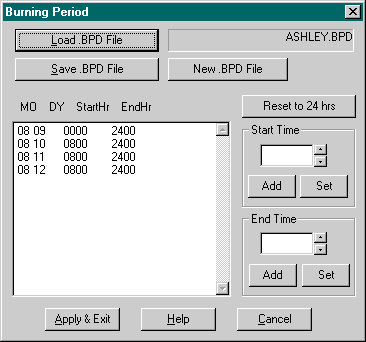 Burning Period
Load .BPD File
ASHLEY.BPD
Save .BPD File
New .BPD File
MO DY StartHr EndHr
Reset to 24 hrs
08 09 0000 2400
08 10 0800 2400
08 11 0800 2400
08 12 0800 2400
Start Time
Add Set
End Time
Add Set
Apply & Exit
Help
Cancel